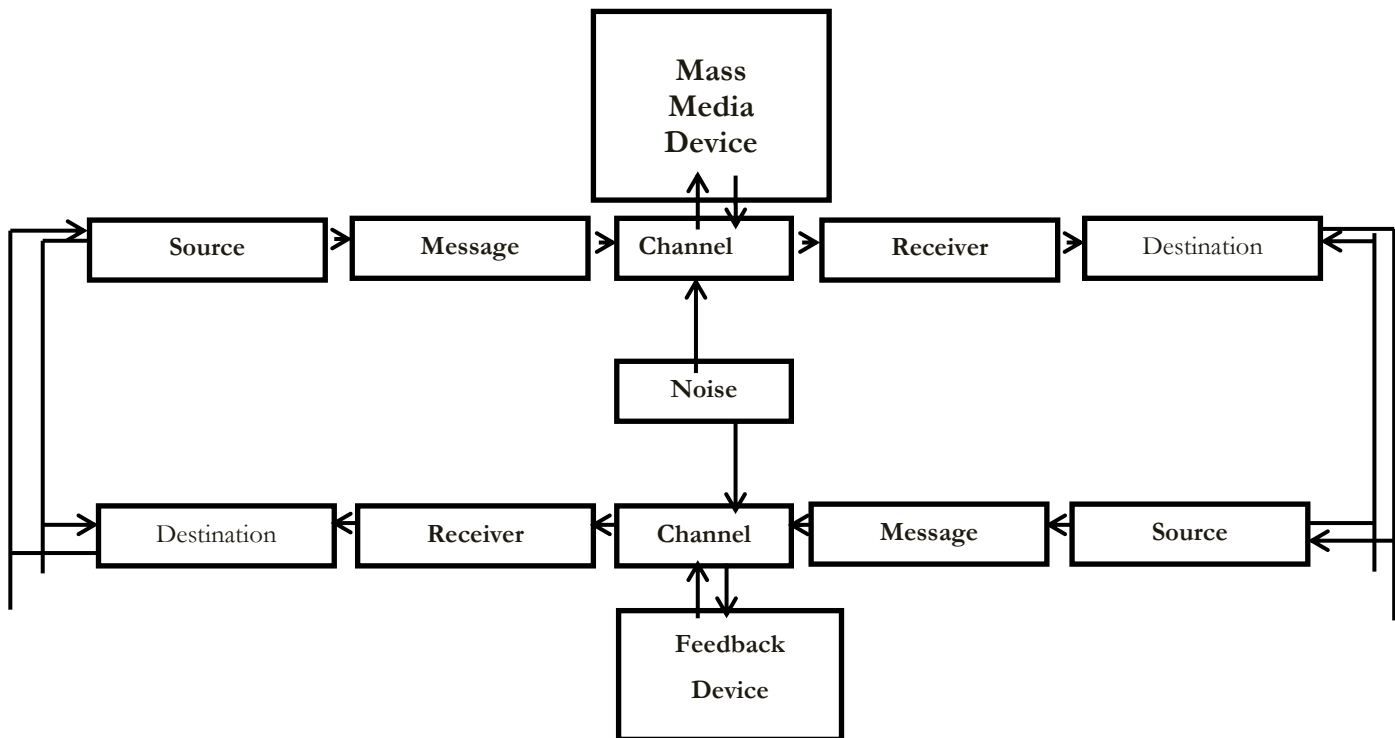 Mass
Media
Device
Source
Message
Channel
Receiver
Destination
Noise
Destination
Receiver
Channel
Message
Source
Feedback
Device